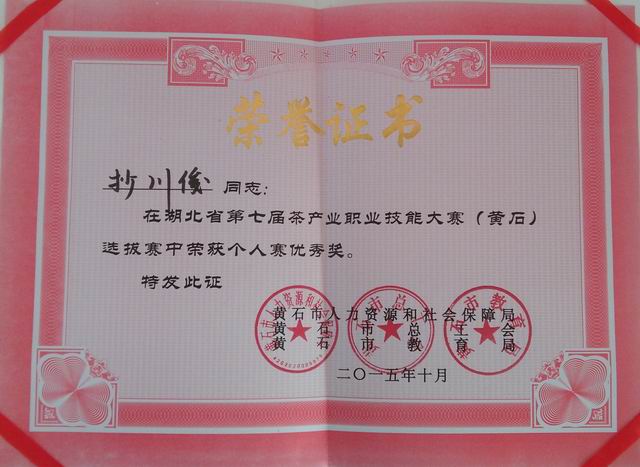 荣誉证书
抄川俊 同志：
在湖北省第七届茶产业职业技能大赛（黄石）
选拔赛中荣获个人赛优秀奖。
特发此证
黄石市人力资源和社会保障局
黄石市总工会
黄石市教育局
二〇一五年十月